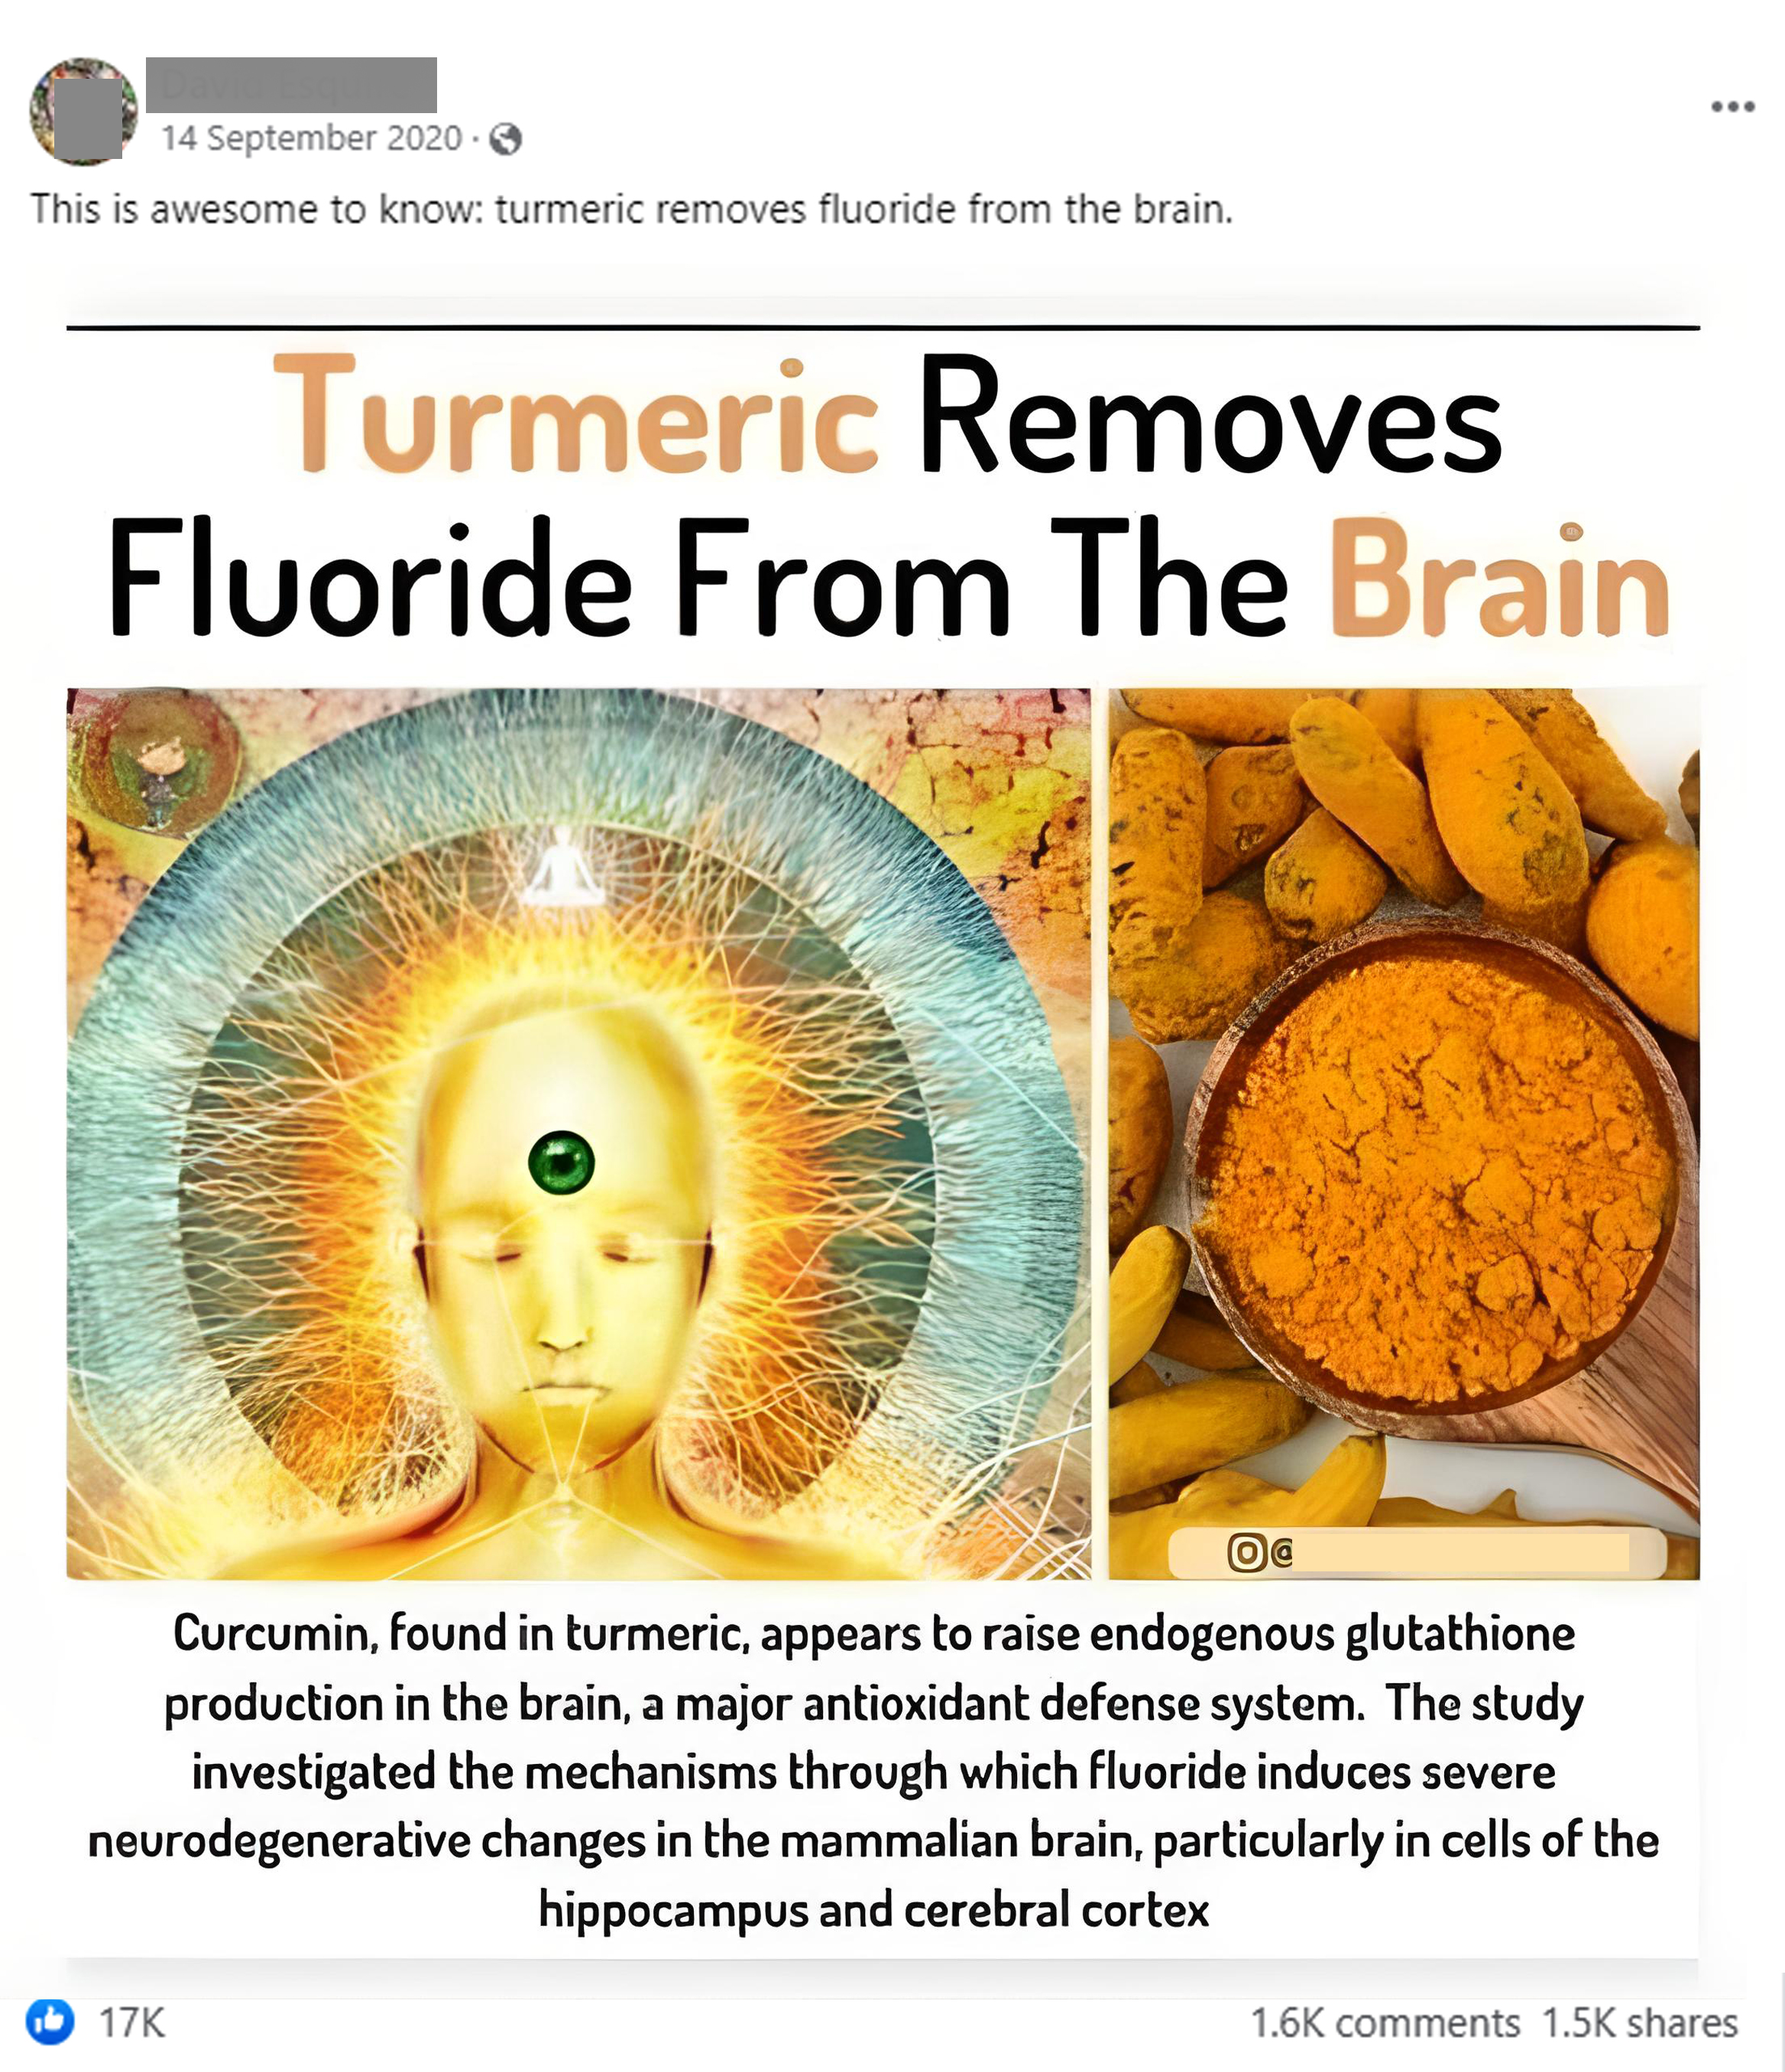 14 September 2020 ·
This is awesome to know: turmeric removes fluoride from the brain.
Turmeric Removes
Fluoride From The Brain
@
Curcumin, found in turmeric, appears to raise endogenous glutathione
production in the brain, a major antioxidant defense system. The study
investigated the mechanisms through which fluoride induces severe
neurodegenerative changes in the mammalian brain, particularly in cells of the
hippocampus and cerebral cortex
17K
1.6K comments 1.5K shares